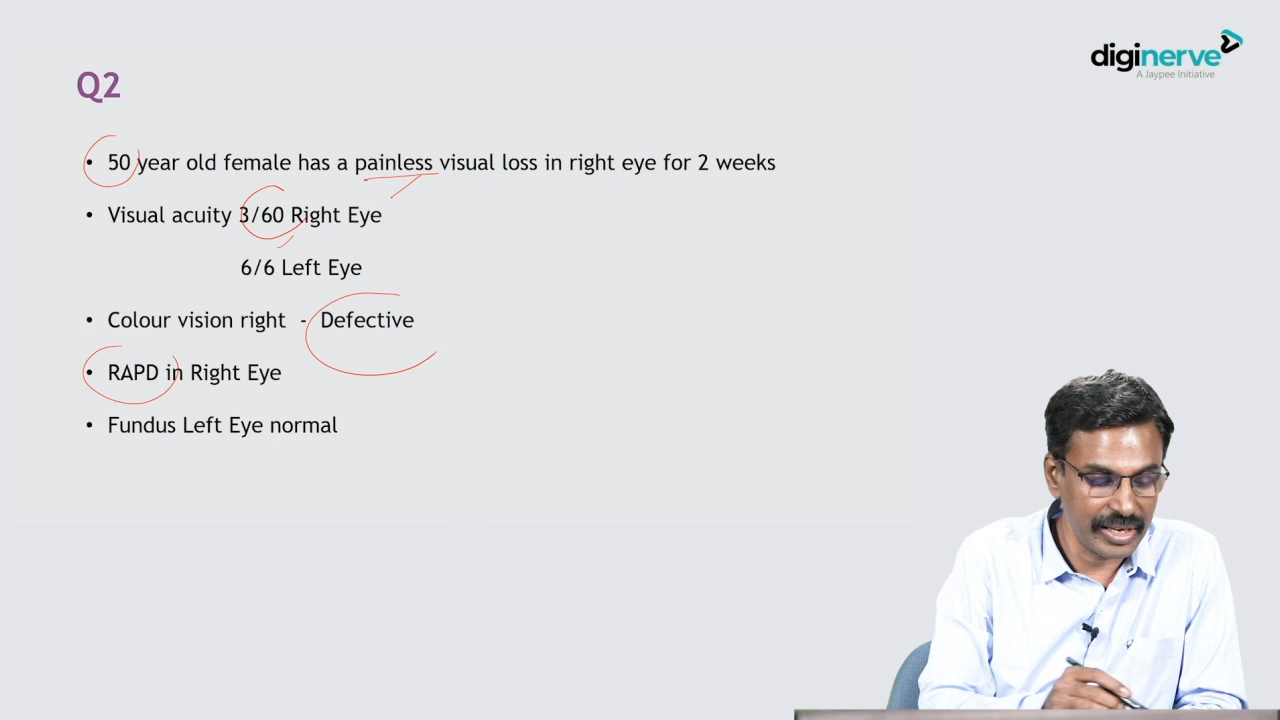 diginerve
A Jaypee Initiative
Q2
• 50 year old female has a painless visual loss in right eye for 2 weeks
• Visual acuity 3/60 Right Eye
6/6 Left Eye
• Colour vision right - Defective
• RAPD in Right Eye
• Fundus Left Eye normal